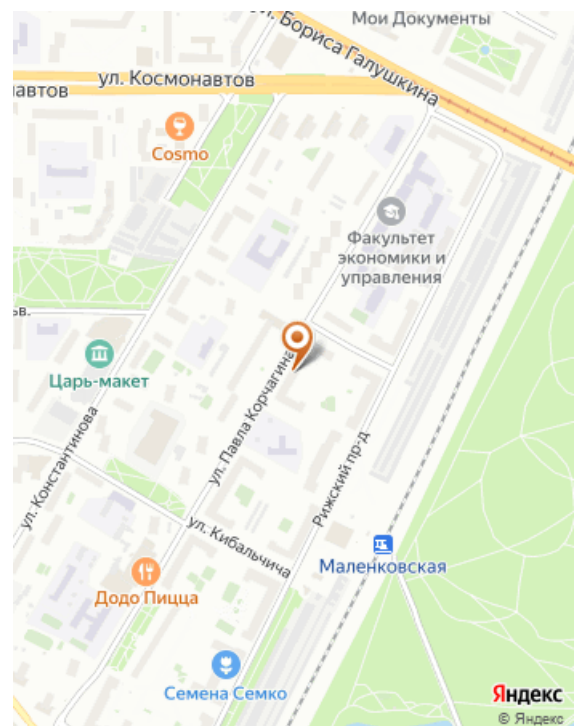 Мои Документы
ул. Бориса Галушкина
ул. Космонавтов
навтов
Cosmo
Факультет
экономики и
управления
ьв.
Царь-макет
ул. Павла Корчагина
ул. Константинова
Рижский пр-д
ул. Кибальчича
Маленковская
Додо Пицца
Семена Семко
Яндекс
© Яндекс